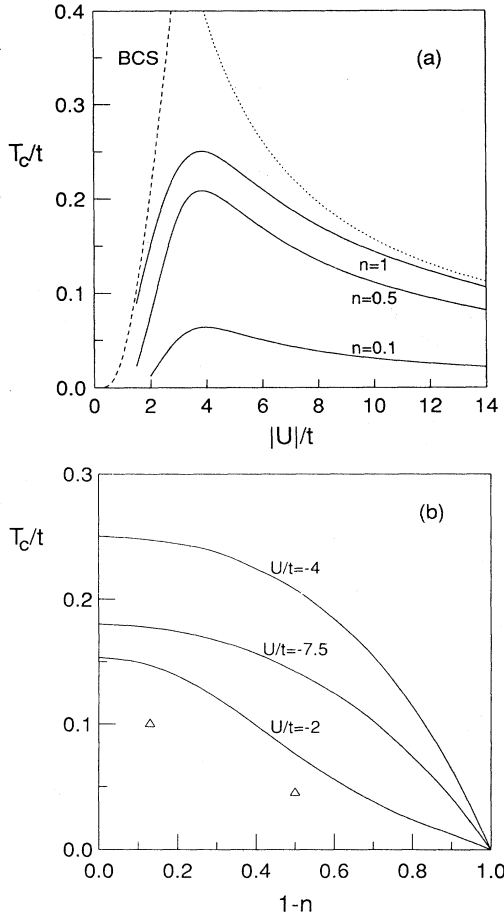 0.4
BCS
(a)
0.3
Tc/t
0.2
n=1
0.1
n=0.5
n=0.1
0.0
0 2 4 6 8 10 12 14
|U|/t
0.3
(b)
Tc/t
U/t=-4
0.2
U/t=-7.5
U/t=-2
0.1
0.0
0.0 0.2 0.4 0.6 0.8 1.0
1-n